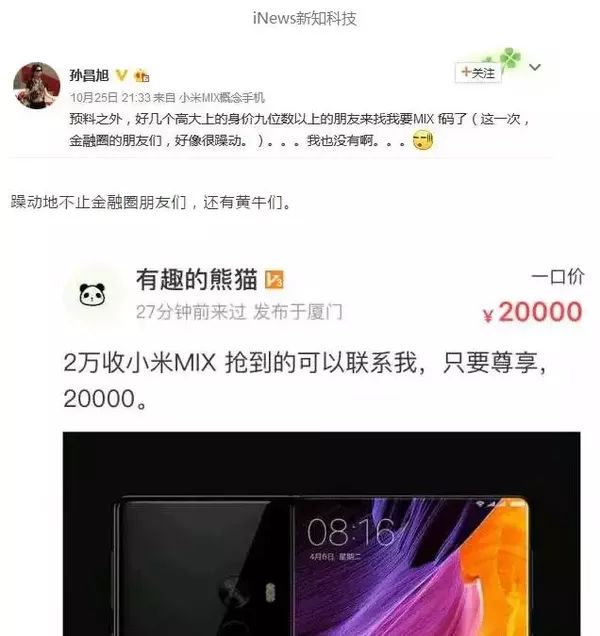 iNews新知科技
孙昌旭
+关注
10月25日 21:33 来自 小米MIX概念手机
预料之外，好几个高大上的身价九位数以上的朋友来找我要MIX f码了（这一次，
金融圈的朋友们，好像很躁动。）。。。我也没有啊。。。
躁动地不止金融圈朋友们，还有黄牛们。
有趣的熊猫
一口价
27分钟前来过 发布于厦门
¥20000
2万收小米MIX 抢到的可以联系我，只要尊享，
20000。
08:16
4月6日 星期二